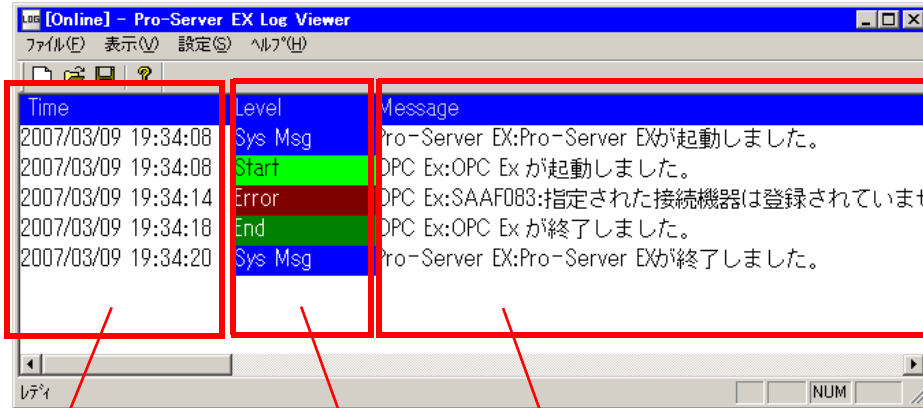 LOG [Online] - Pro-Server EX Log Viewer
ファイル(F) 表示(V) 設定(S) ヘルプ(H)
Time Level Message
2007/03/09 19:34:08 Sys Msg Pro-Server EX:Pro-Server EXが起動しました。
2007/03/09 19:34:08 Start OPC Ex:OPC Ex が起動しました。
2007/03/09 19:34:14 Error OPC Ex:SAAF083:指定された接続機器は登録されていませ
2007/03/09 19:34:18 End OPC Ex:OPC Ex が終了しました。
2007/03/09 19:34:20 Sys Msg Pro-Server EX:Pro-Server EXが終了しました。
レディ NUM